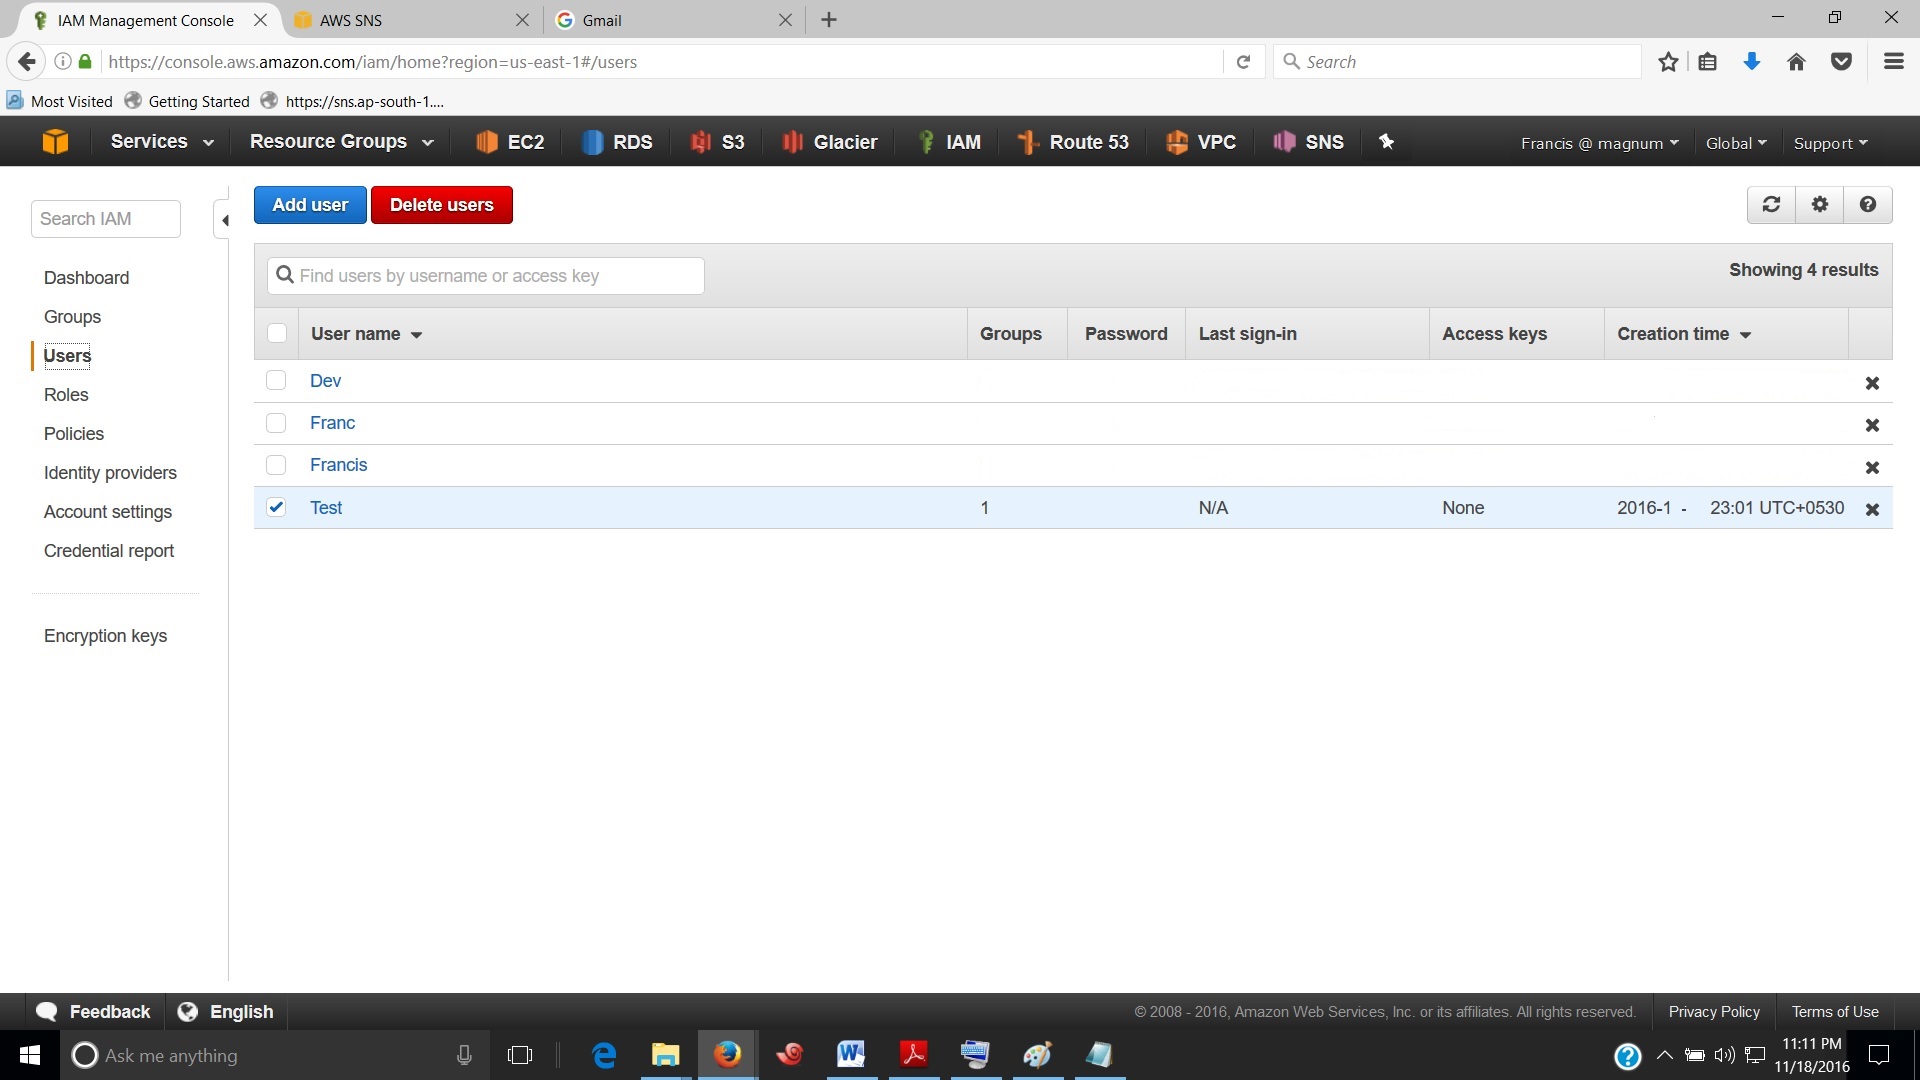 IAM Management Console
AWS SNS
Gmail
https://console.aws.amazon.com/iam/home?region=us-east-1#/users
Search
Most Visited
Getting Started
https://sns.ap-south-1....
Services
Resource Groups
EC2
RDS
S3
Glacier
IAM
Route 53
VPC
SNS
Francis @ magnum
Global
Support
Search IAM
Dashboard
Groups
Users
Roles
Policies
Identity providers
Account settings
Credential report
Encryption keys
Add user
Delete users
Find users by username or access key
Showing 4 results
User name Groups Password Last sign-in Access keys Creation time
Dev
Franc
Francis
Test 1 N/A None 2016-1 - 23:01 UTC+0530
Feedback
English
© 2008 - 2016, Amazon Web Services, Inc. or its affiliates. All rights reserved.
Privacy Policy
Terms of Use
Ask me anything
11:11 PM
11/18/2016